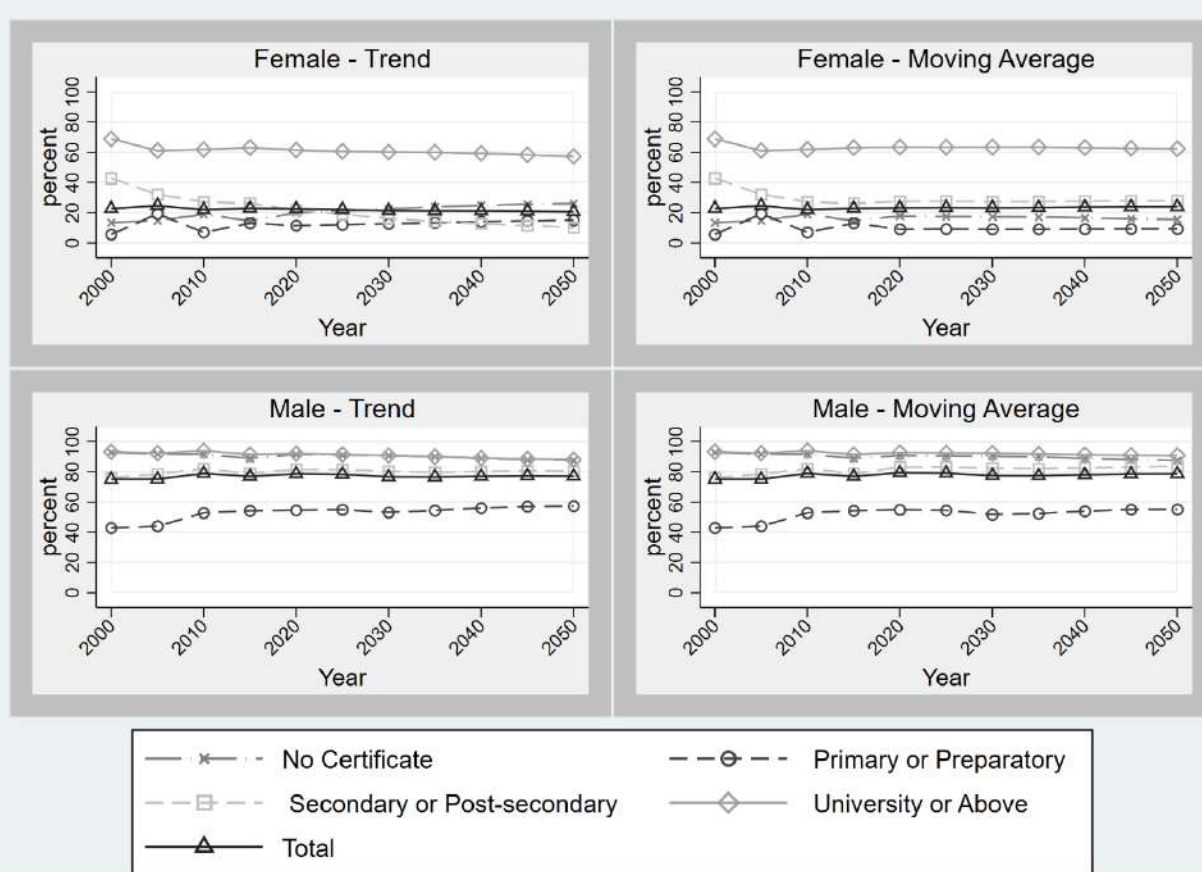 Female - Trend
percent
0 20 40 60 80 100
2000 2010 2020 2030 2040 2050
Year
Female - Moving Average
percent
0 20 40 60 80 100
2000 2010 2020 2030 2040 2050
Year
Male - Trend
percent
0 20 40 60 80 100
2000 2010 2020 2030 2040 2050
Year
Male - Moving Average
percent
0 20 40 60 80 100
2000 2010 2020 2030 2040 2050
Year
No Certificate
Primary or Preparatory
Secondary or Post-secondary
University or Above
Total